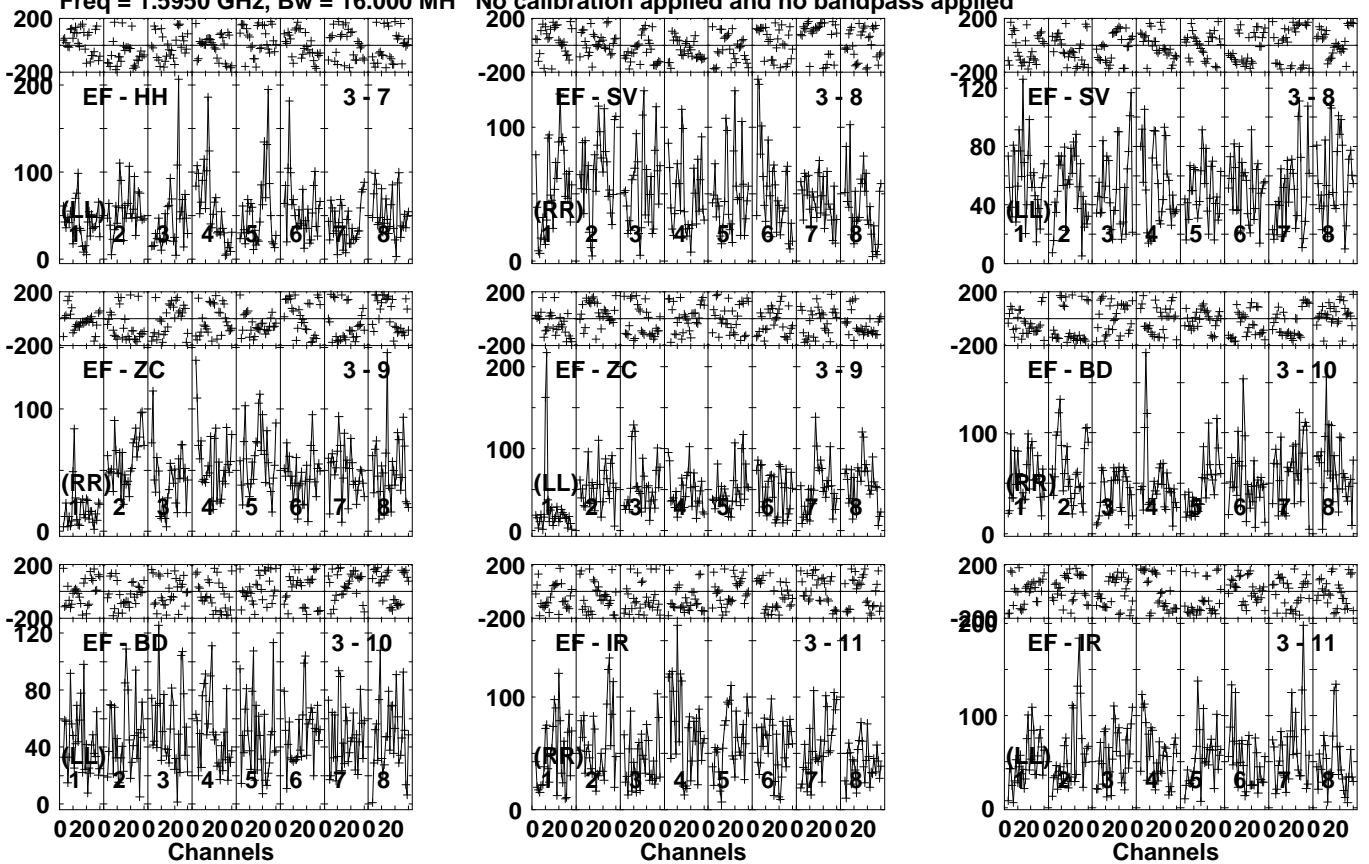 Freq = 1.5950 GHz, Bw = 16.000 MH No calibration applied and no bandpass applied
200 200 200
-200 -200 -200
200 EF - HH 3 - 7 EF - SV 3 - 8 120 EF - SV 3 - 8
100 100 80
(LL) (RR) 40 (LL)
1 2 3 4 5 6 7 8 1 2 3 4 5 6 7 8 1 2 3 4 5 6 7 8
0 0 0
200 200 200
-200 -200 -200
EF - ZC 3 - 9 200 EF - ZC 3 - 9 EF - BD 3 - 10
100 100 100
(RR) (LL) (RR)
1 2 3 4 5 6 7 8 1 2 3 4 5 6 7 8 1 2 3 4 5 6 7 8
0 0 0
200 200 200
-200 -200 -200
120 EF - BD 3 - 10 EF - IR 3 - 11 200 EF - IR 3 - 11
80 100 100
40 (LL) (RR) (LL)
1 2 3 4 5 6 7 8 1 2 3 4 5 6 7 8 1 2 3 4 5 6 7 8
0 0 0
0 20 0 20 0 20 0 20 0 20 0 20 0 20 0 20 0 20 0 20 0 20 0 20 0 20 0 20 0 20 0 20 0 20 0 20 0 20 0 20 0 20 0 20 0 20 0 20
Channels Channels Channels